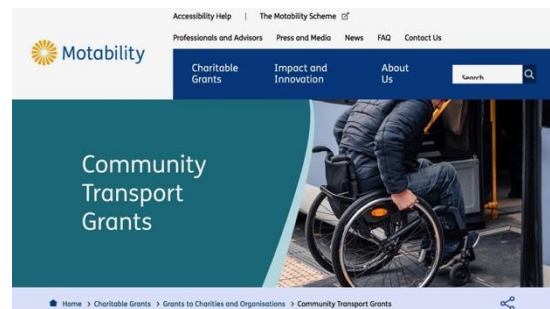 Accessibility Help | The Motability Scheme
Professionals and Advisors Press and Media News FAQ Contact Us
Motability
Charitable Grants
Impact and Innovation
About Us
Search
Community
Transport
Grants
Home > Charitable Grants > Grants to Charities and Organisations > Community Transport Grants